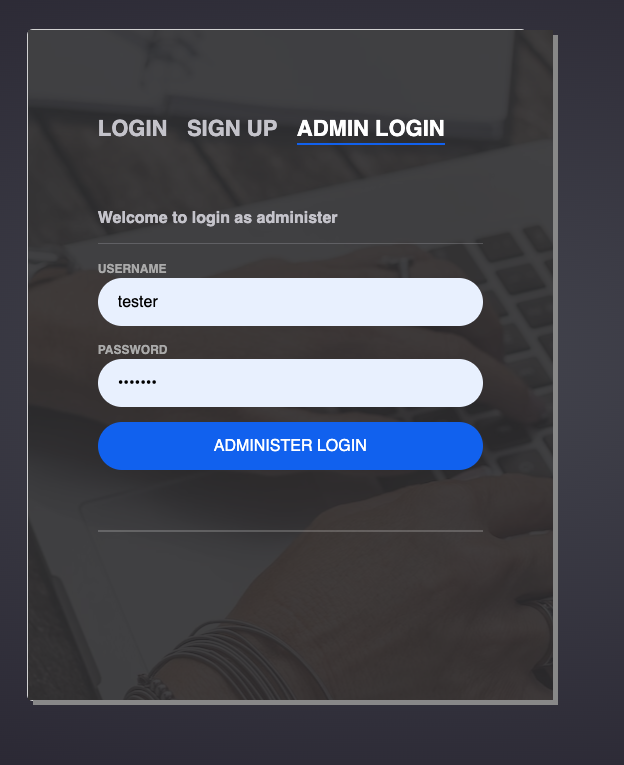 LOGIN SIGN UP ADMIN LOGIN
Welcome to login as administer
USERNAME
tester
PASSWORD
•••••••
ADMINISTER LOGIN